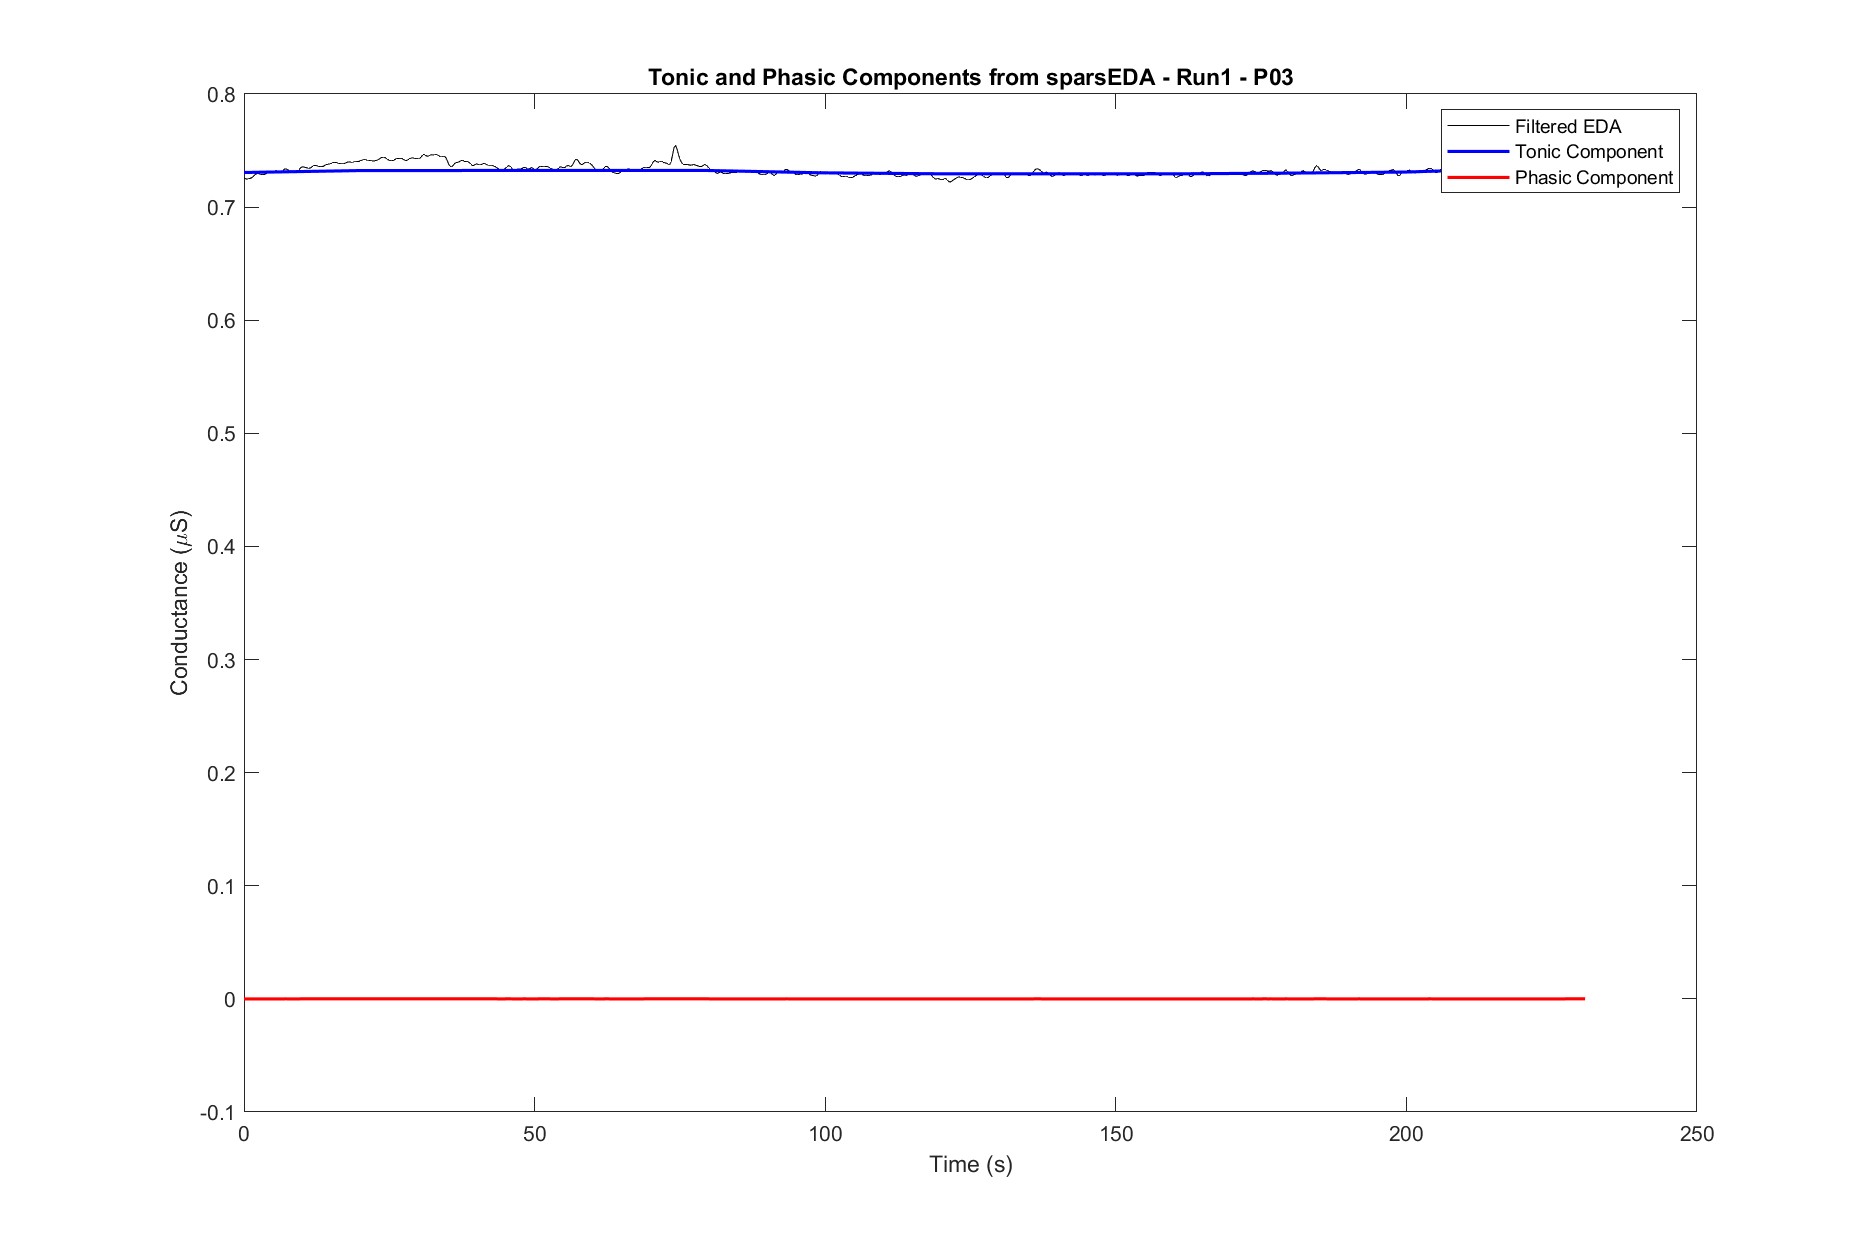 Tonic and Phasic Components from sparsEDA - Run1 - P03
0.8
0.7
0.6
0.5
0.4
0.3
0.2
0.1
0
-0.1
Conductance (μS)
Filtered EDA
Tonic Component
Phasic Component
0 50 100 150 200 250
Time (s)